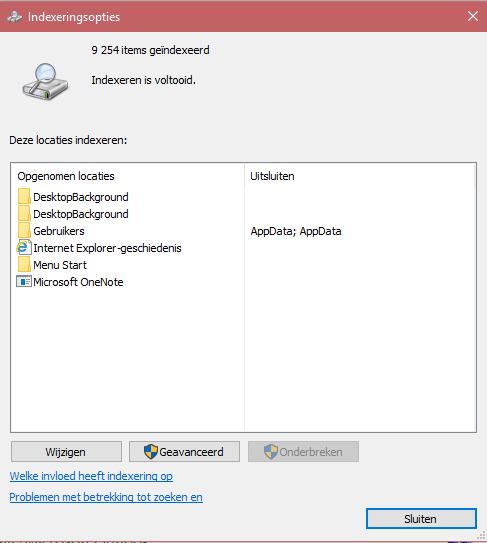 Indexeringsopties
9 254 items geïndexeerd
Indexeren is voltooid.
Deze locaties indexeren:
Opgenomen locaties Uitsluiten
DesktopBackground
DesktopBackground
Gebruikers AppData; AppData
Internet Explorer-geschiedenis
Menu Start
Microsoft OneNote
Wijzigen Geavanceerd Onderbreken
Welke invloed heeft indexering op
Problemen met betrekking tot zoeken en
Sluiten